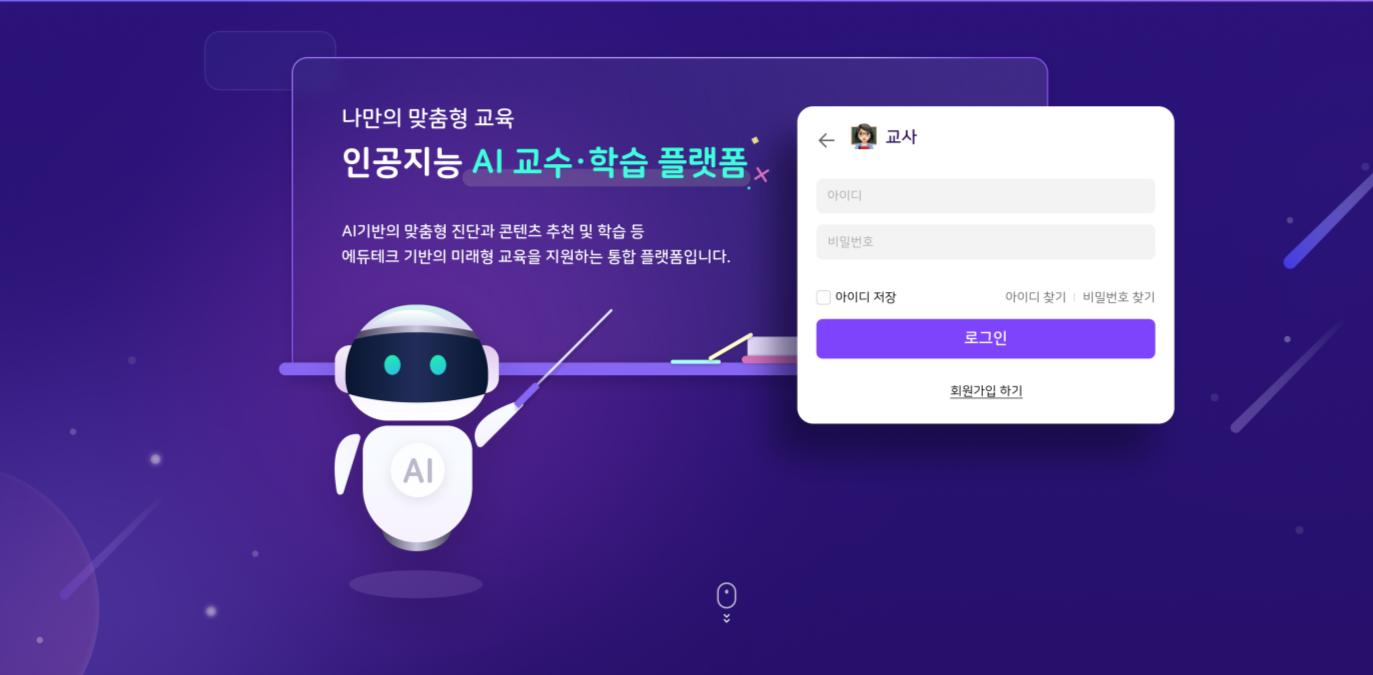 나만의 맞춤형 교육
인공지능 AI 교수·학습 플랫폼
AI기반의 맞춤형 진단과 콘텐츠 추천 및 학습 등
에듀테크 기반의 미래형 교육을 지원하는 통합 플랫폼입니다.
AI
교사
아이디
비밀번호
아이디 저장
아이디 찾기
비밀번호 찾기
로그인
회원가입 하기